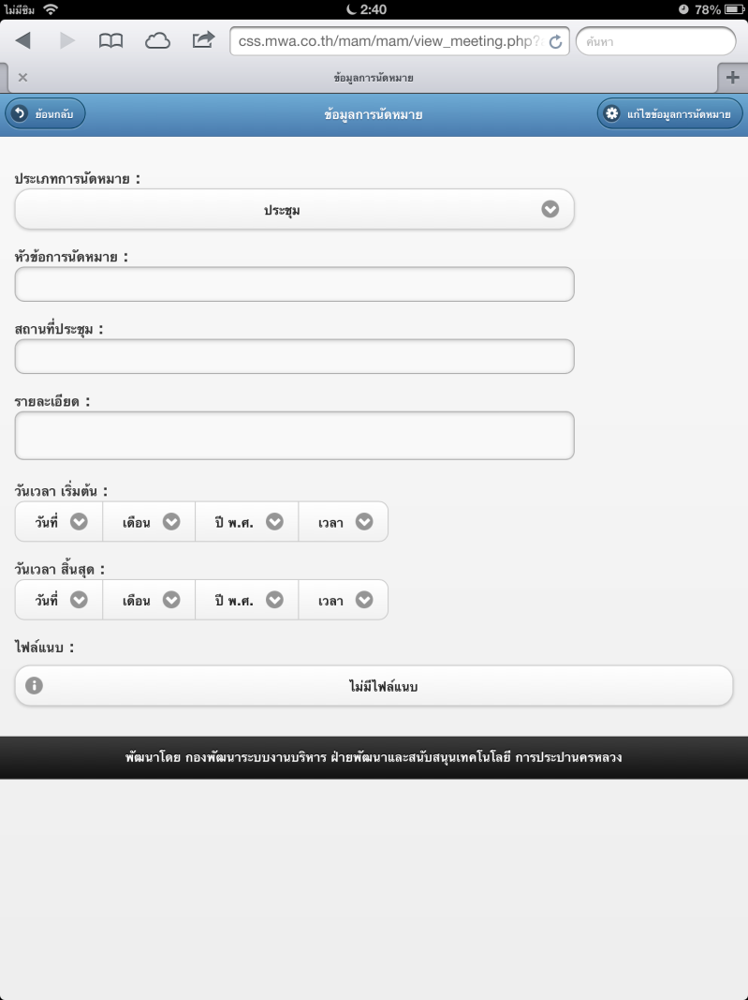 ไม่มีซิม 2:40 78%
css.mwa.co.th/mam/mam/view_meeting.php? ค้นหา
ข้อมูลการนัดหมาย
ย้อนกลับ ข้อมูลการนัดหมาย แก้ไขข้อมูลการนัดหมาย
ประเภทการนัดหมาย :
ประชุม
หัวข้อการนัดหมาย :
สถานที่ประชุม :
รายละเอียด :
วันเวลา เริ่มต้น :
วันที่ เดือน ปี พ.ศ. เวลา
วันเวลา สิ้นสุด :
วันที่ เดือน ปี พ.ศ. เวลา
ไฟล์แนบ :
ไม่มีไฟล์แนบ
พัฒนาโดย กองพัฒนาระบบงานบริหาร ฝ่ายพัฒนาและสนับสนุนเทคโนโลยี การประปานครหลวง